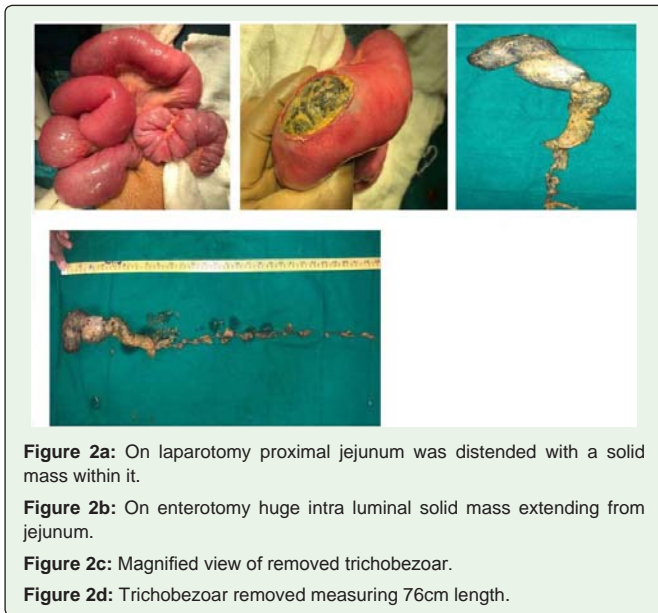 Figure 2a: On laparotomy proximal jejunum was distended with a solid
mass within it.
Figure 2b: On enterotomy huge intra luminal solid mass extending from
jejunum.
Figure 2c: Magnified view of removed trichobezoar.
Figure 2d: Trichobezoar removed measuring 76cm length.